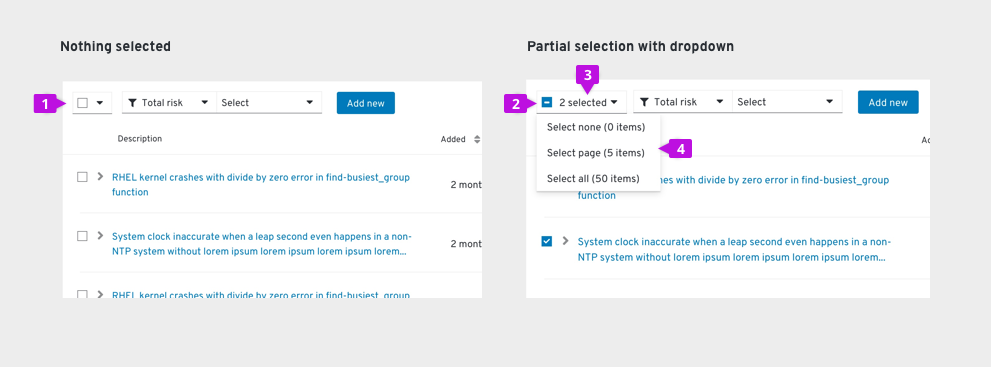 Nothing selected
1
Total risk
Select
Add new
Description
Added
RHEL kernel crashes with divide by zero error in find-busiest_group
function
2 mont
System clock inaccurate when a leap second even happens in a non-
NTP system without lorem ipsum lorem ipsum lorem ipsum lorem...
2 mont
RHEL kernel crashes with divide by zero error in find-busiest_group
Partial selection with dropdown
3
2
2 selected
Total risk
Select
Add new
Select none (0 items)
Select page (5 items)
4
Select all (50 items)
Ac
es with divide by zero error in find-busiest_group
function
System clock inaccurate when a leap second even happens in a non-
NTP system without lorem ipsum lorem ipsum lorem ipsum lorem...